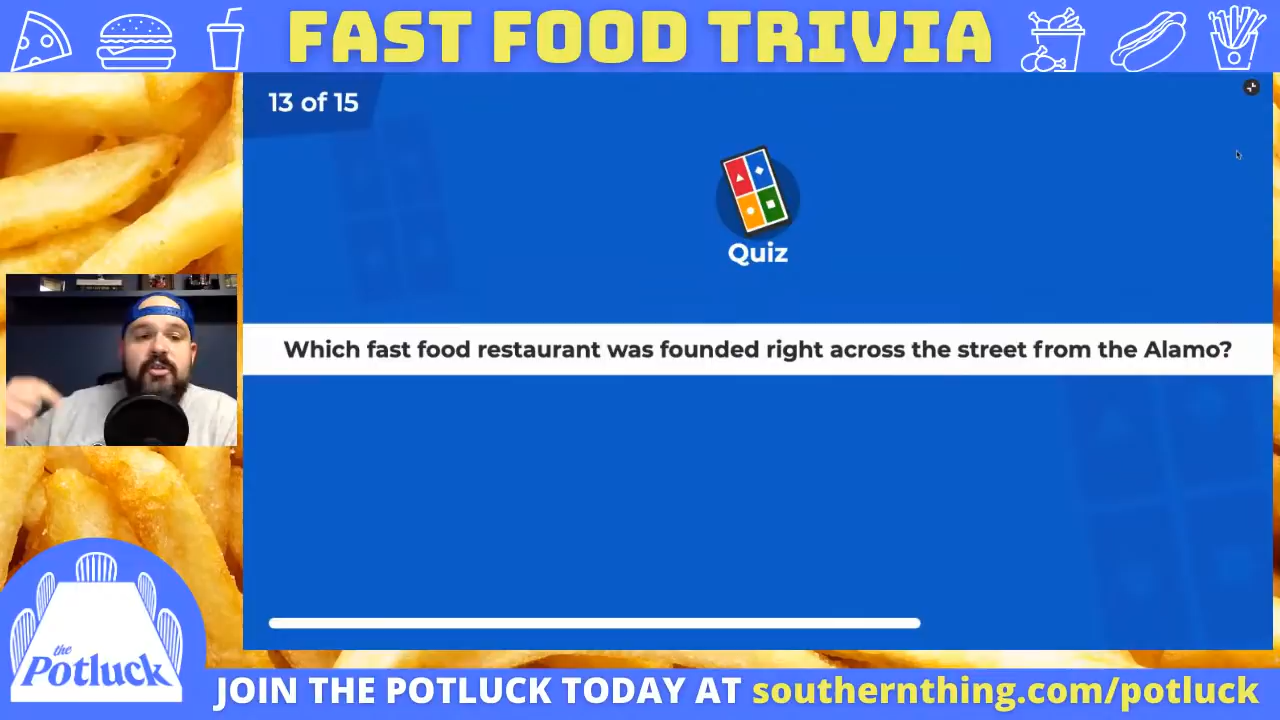 FAST FOOD TRIVIA
13 of 15
Quiz
Which fast food restaurant was founded right across the street from the Alamo?
the
Potluck
JOIN THE POTLUCK TODAY AT southernthing.com/potluck